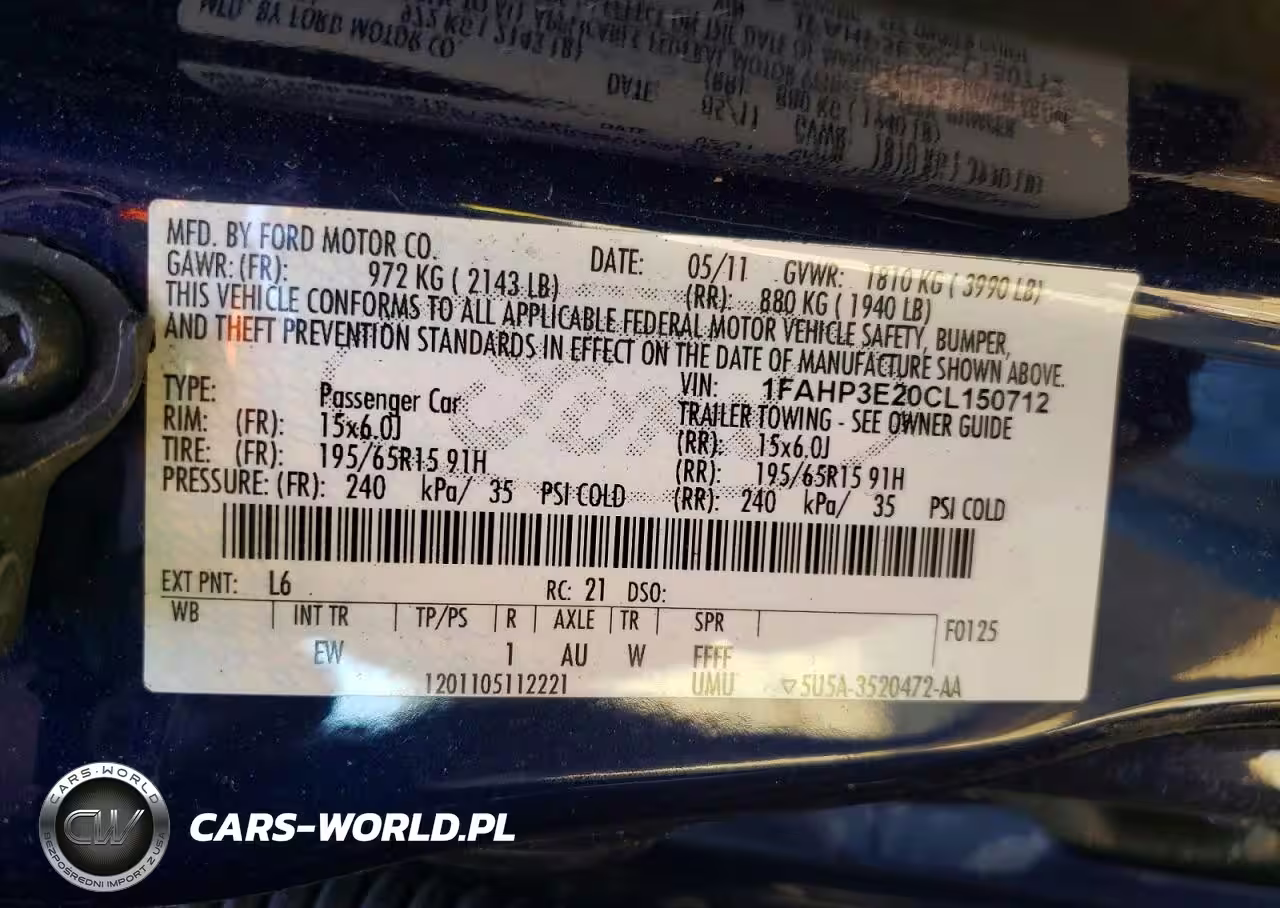 MFD. BY FORD MOTOR CO. DATE: 05/11 GVWR: 1810 KG ( 3990 LB)
GAWR: (FR): 972 KG ( 2143 LB) (RR): 880 KG ( 1940 LB)
THIS VEHICLE CONFORMS TO ALL APPLICABLE FEDERAL MOTOR VEHICLE SAFETY, BUMPER,
AND THEFT PREVENTION STANDARDS IN EFFECT ON THE DATE OF MANUFACTURE SHOWN ABOVE.
VIN: 1FAHP3E20CL150712
TYPE: Passenger Car TRAILER TOWING - SEE OWNER GUIDE
RIM: (FR): 15x6.0J (RR): 15x6.0J
TIRE: (FR): 195/65R15 91H (RR): 195/65R15 91H
PRESSURE: (FR): 240 kPa/ 35 PSI COLD (RR): 240 kPa/ 35 PSI COLD
EXT PNT: L6 RC: 21 DSO:
WB INT TR TP/PS R AXLE TR SPR F0125
EW 1 AU W FFFF
1201105112221 UMU ▽5U5A-3520472-AA
CARS-WORLD
CW
BEZPOŚREDNI IMPORT Z USA
CARS-WORLD.PL